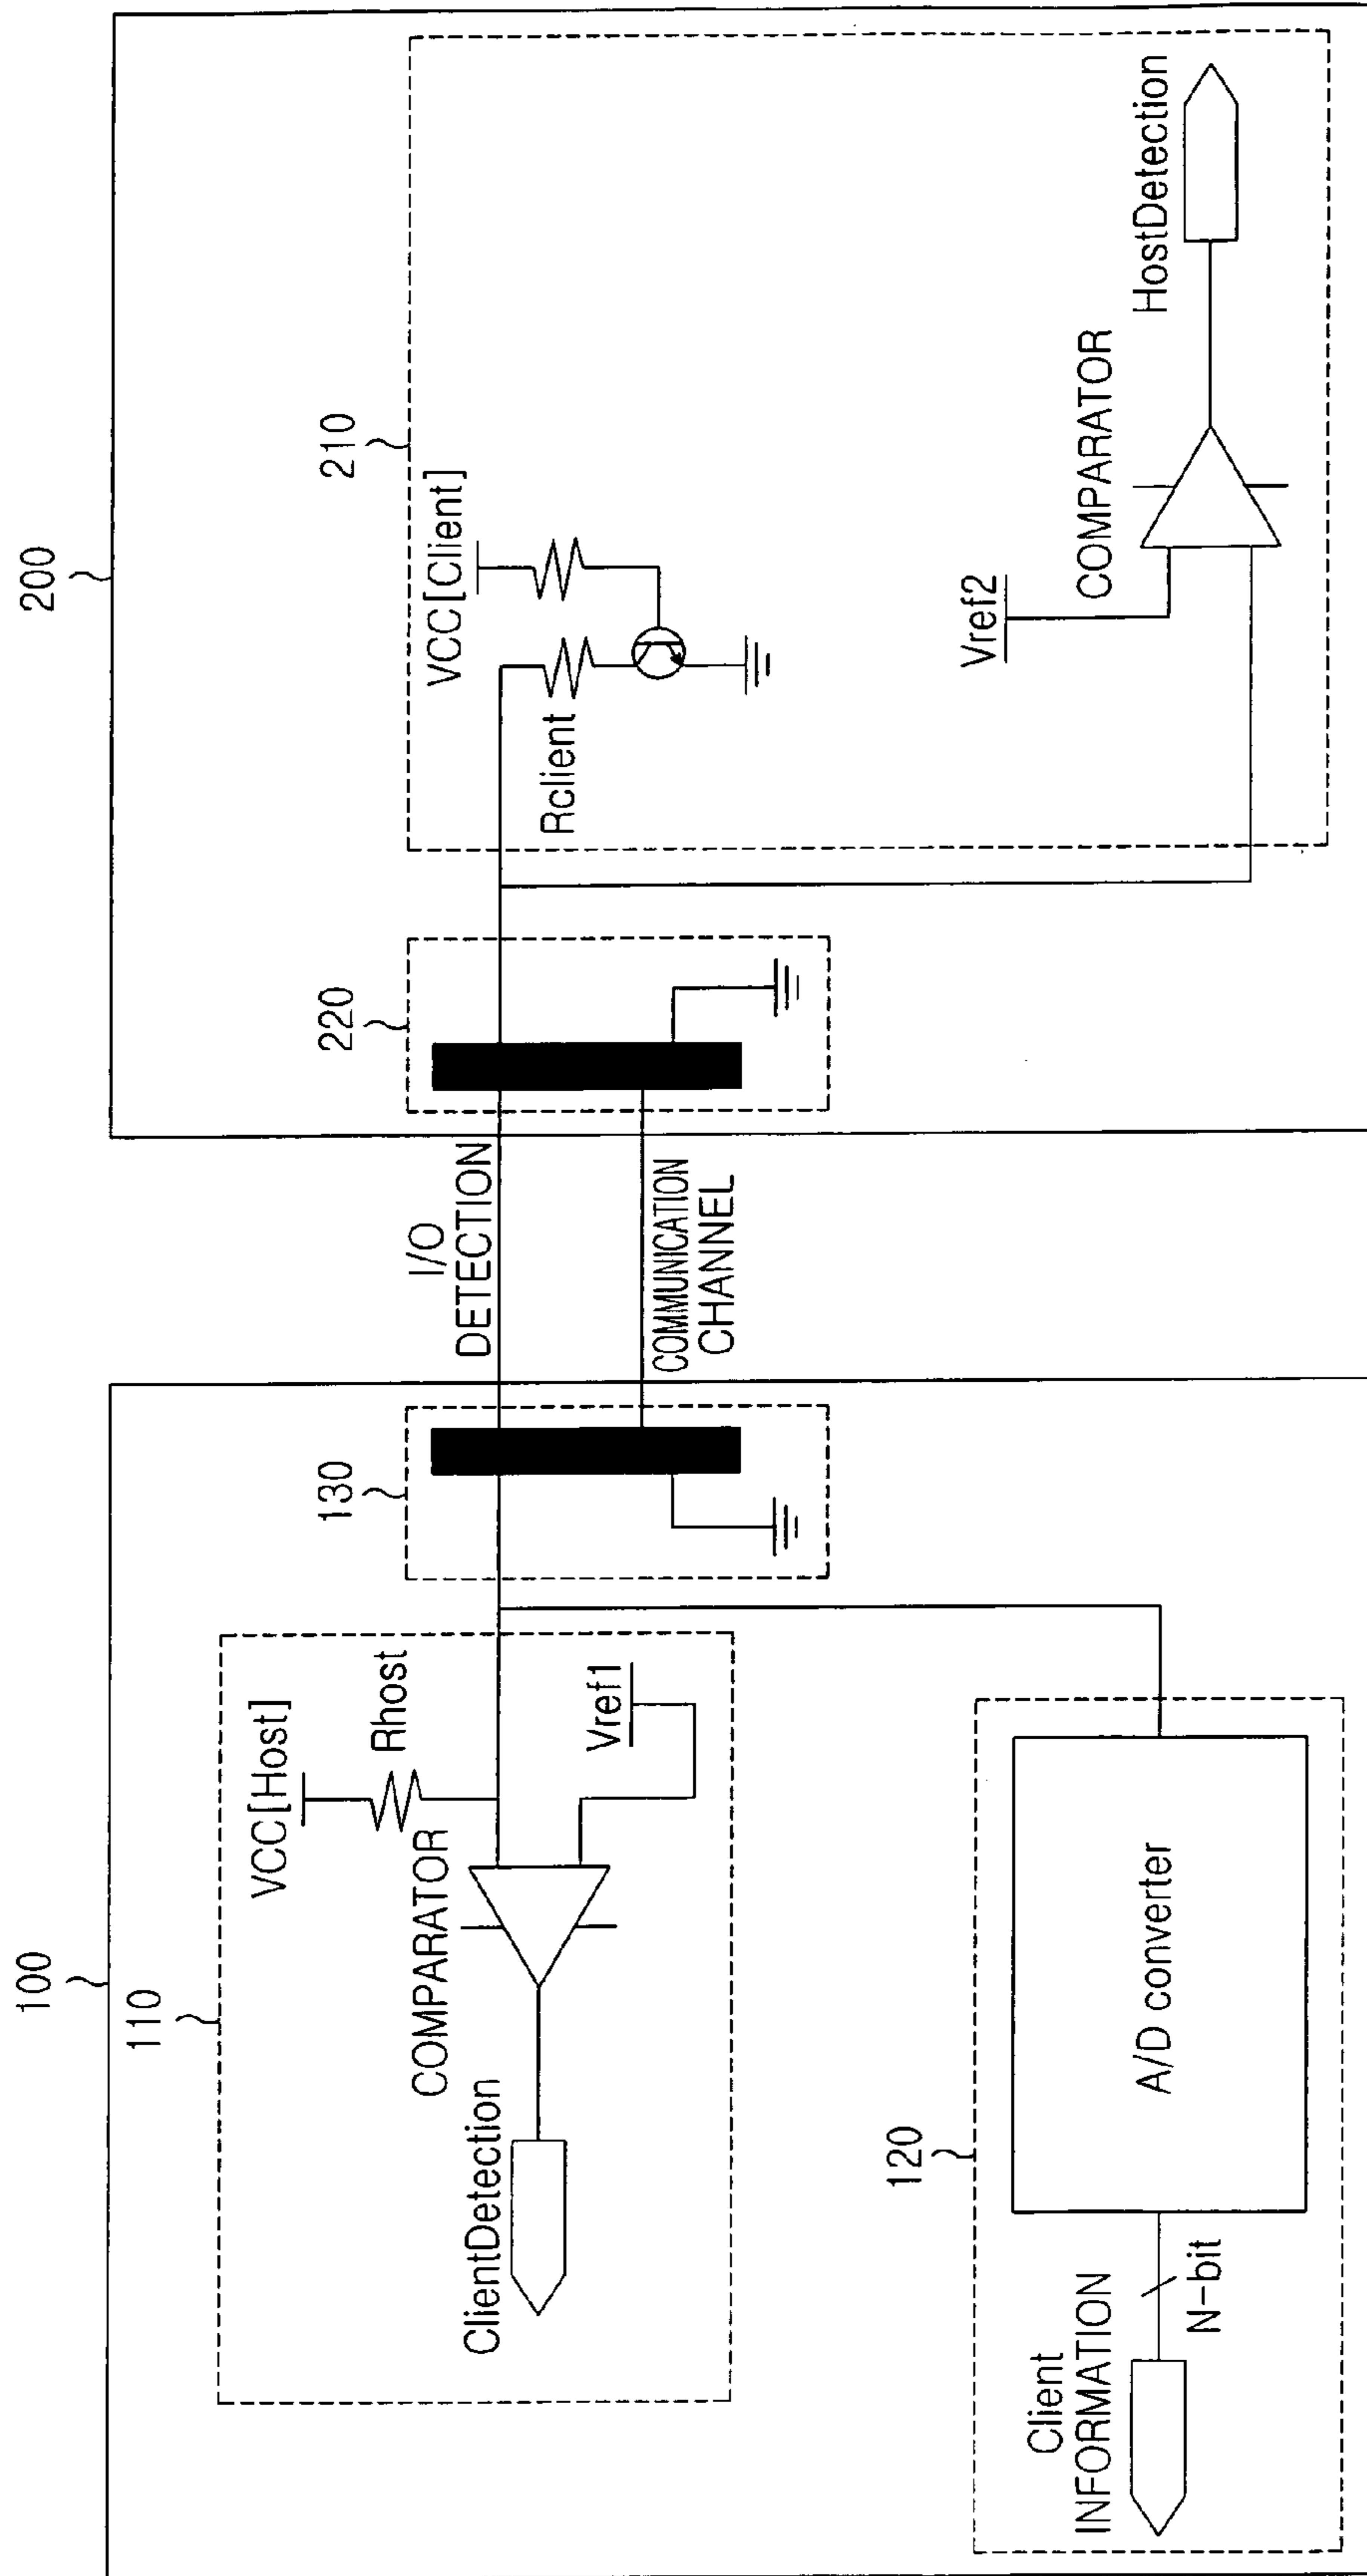 100
200
110
VCC[Host]
Rhost
COMPARATOR
Vref1
ClientDetection
130
I/O
DETECTION
COMMUNICATION
CHANNEL
220
210
VCC[Client]
Rclient
Vref2
COMPARATOR
HostDetection
120
A/D converter
Client
INFORMATION
N-bit